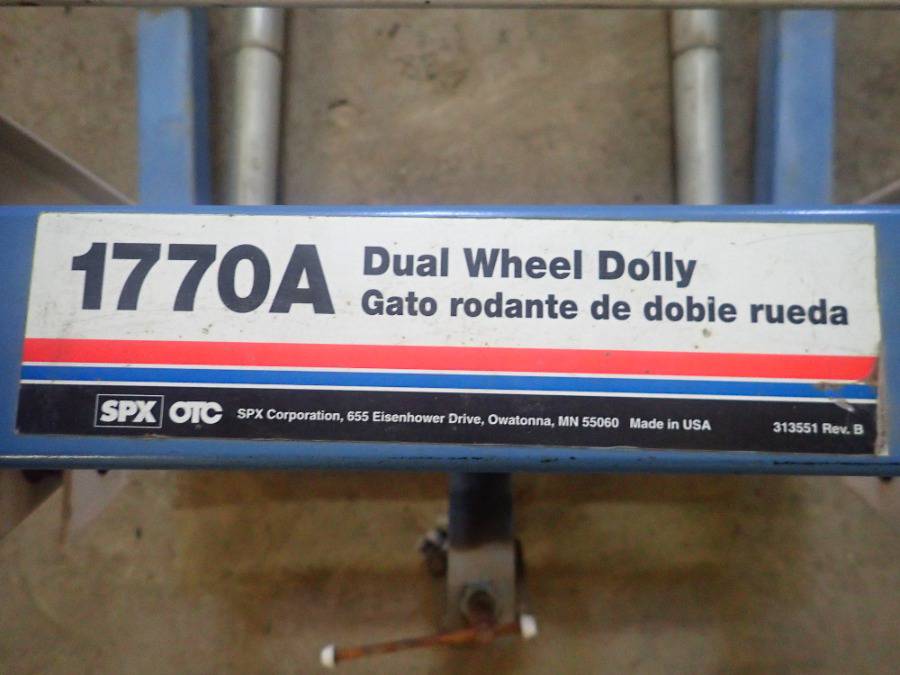 1770A
Dual Wheel Dolly
Gato rodante de dobie rueda
SPX OTC SPX Corporation, 655 Eisenhower Drive, Owatonna, MN 55060 Made in USA 313551 Rev. B